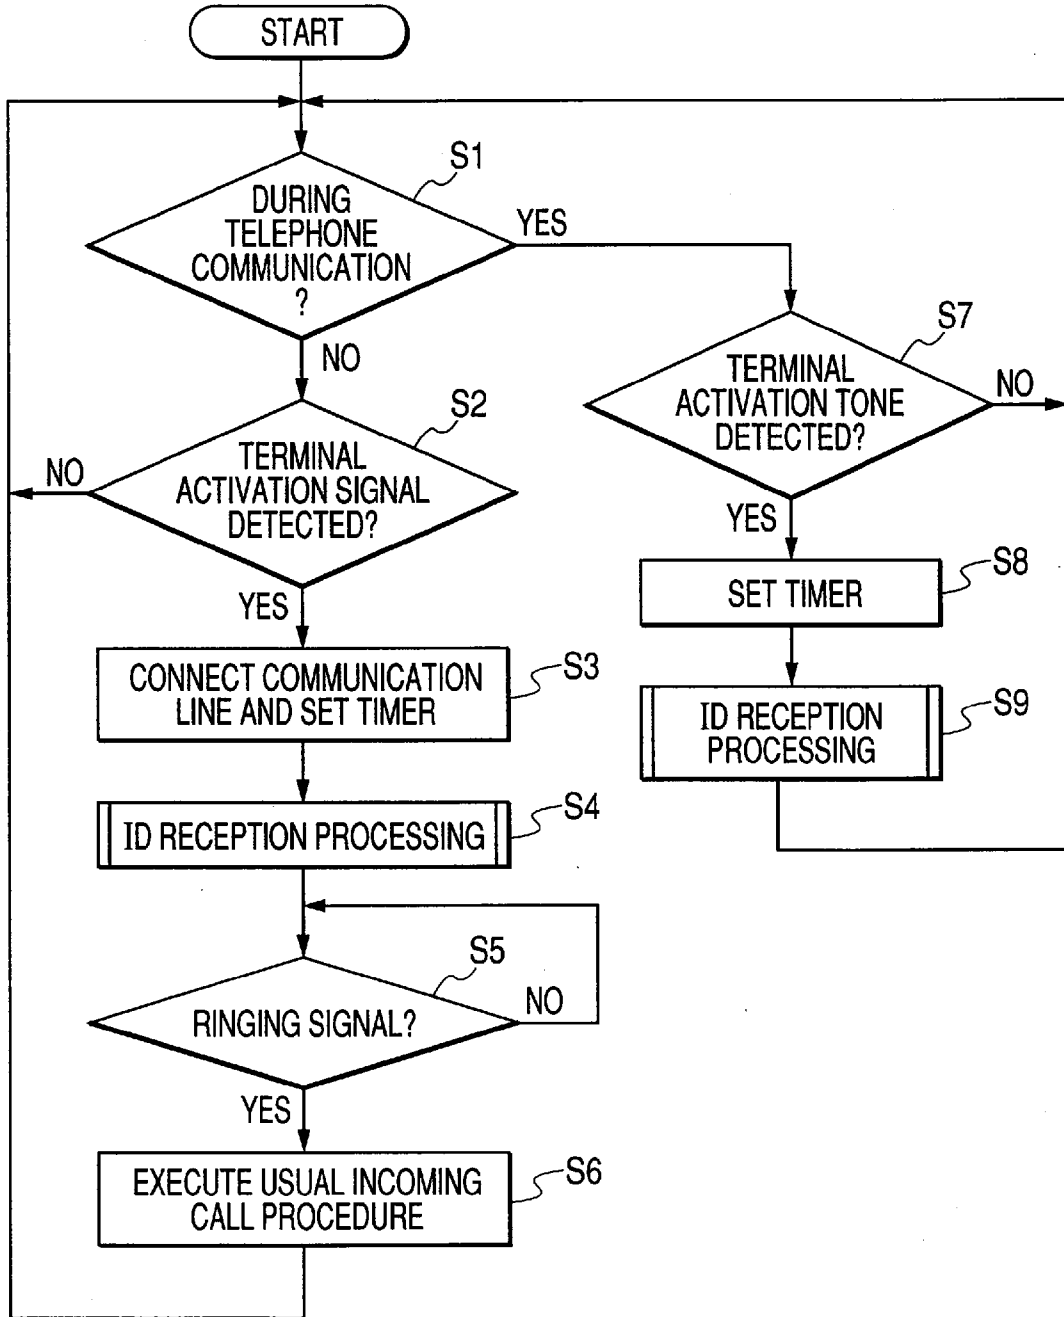 START
S1
DURING
TELEPHONE
COMMUNICATION
?
YES
NO
S2
TERMINAL
ACTIVATION SIGNAL
DETECTED?
NO
YES
S3
CONNECT COMMUNICATION
LINE AND SET TIMER
S4
ID RECEPTION PROCESSING
S5
RINGING SIGNAL?
NO
YES
S6
EXECUTE USUAL INCOMING
CALL PROCEDURE
S7
TERMINAL
ACTIVATION TONE
DETECTED?
NO
YES
S8
SET TIMER
S9
ID RECEPTION
PROCESSING